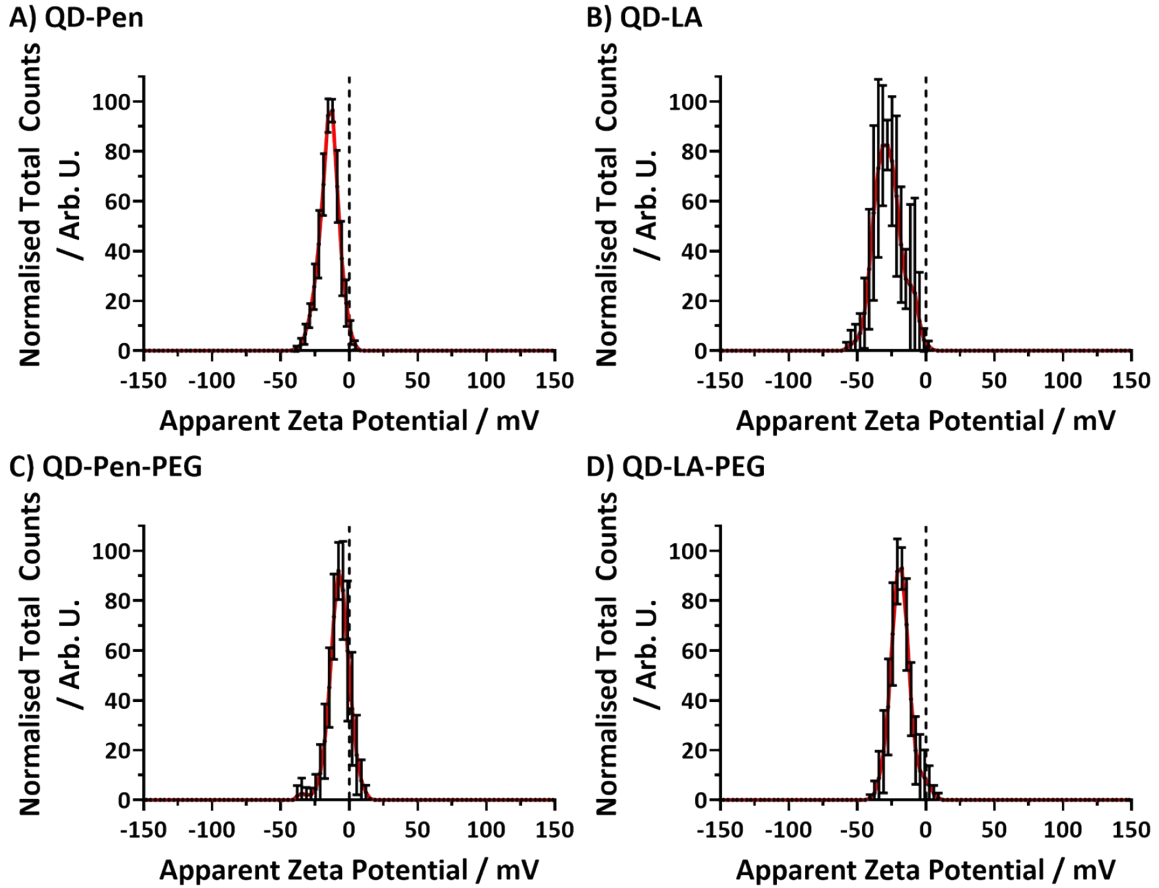 A) QD-Pen
Normalised Total Counts
/ Arb. U.
100
80
60
40
20
0
-150 -100 -50 0 50 100 150
Apparent Zeta Potential / mV
B) QD-LA
Normalised Total Counts
/ Arb. U.
100
80
60
40
20
0
-150 -100 -50 0 50 100 150
Apparent Zeta Potential / mV
C) QD-Pen-PEG
Normalised Total Counts
/ Arb. U.
100
80
60
40
20
0
-150 -100 -50 0 50 100 150
Apparent Zeta Potential / mV
D) QD-LA-PEG
Normalised Total Counts
/ Arb. U.
100
80
60
40
20
0
-150 -100 -50 0 50 100 150
Apparent Zeta Potential / mV